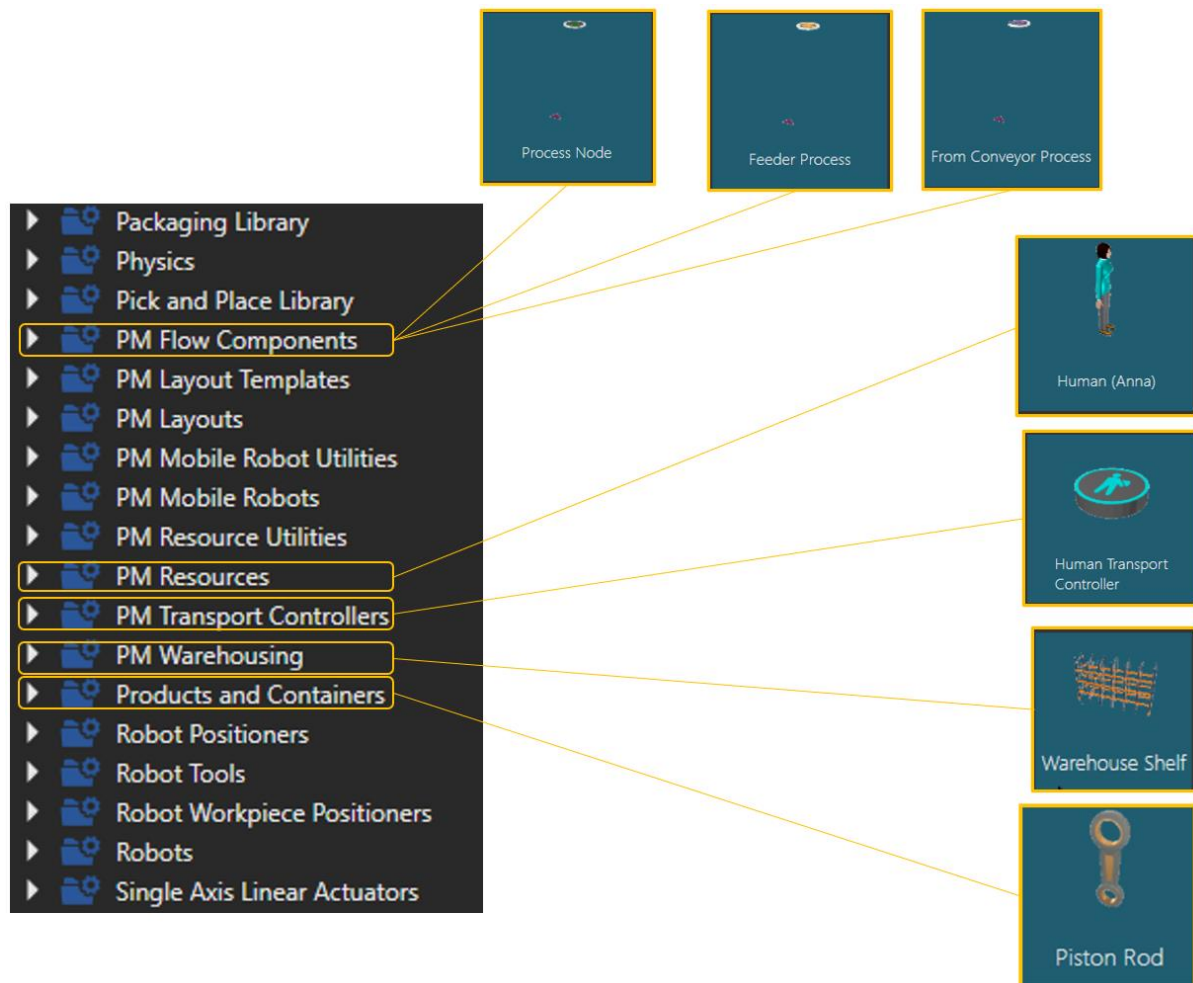 Process Node
Feeder Process
From Conveyor Process
Packaging Library
Physics
Pick and Place Library
PM Flow Components
PM Layout Templates
PM Layouts
PM Mobile Robot Utilities
PM Mobile Robots
PM Resource Utilities
PM Resources
PM Transport Controllers
PM Warehousing
Products and Containers
Robot Positioners
Robot Tools
Robot Workpiece Positioners
Robots
Single Axis Linear Actuators
Human (Anna)
Human Transport
Controller
Warehouse Shelf
Piston Rod